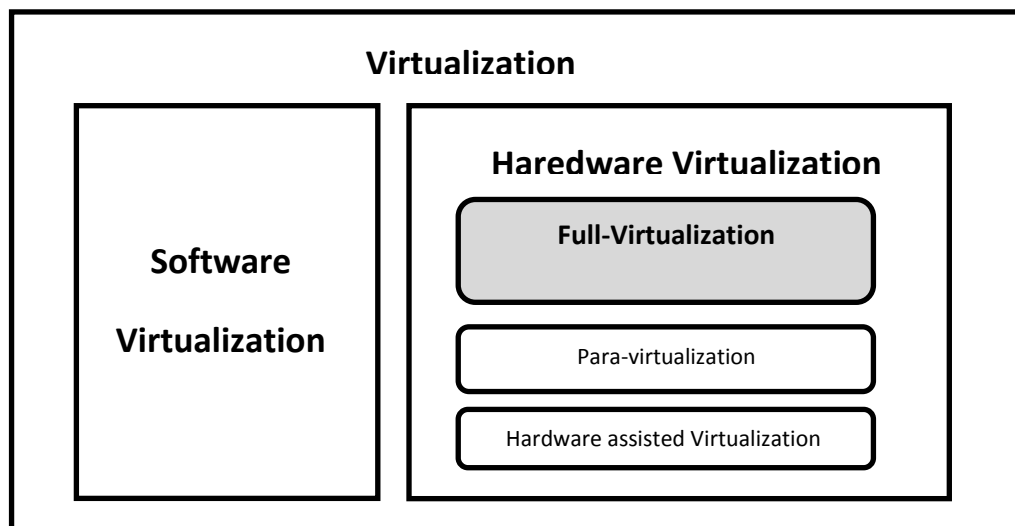 Virtualization
Software
Virtualization
Haredware Virtualization
Full-Virtualization
Para-virtualization
Hardware assisted Virtualization